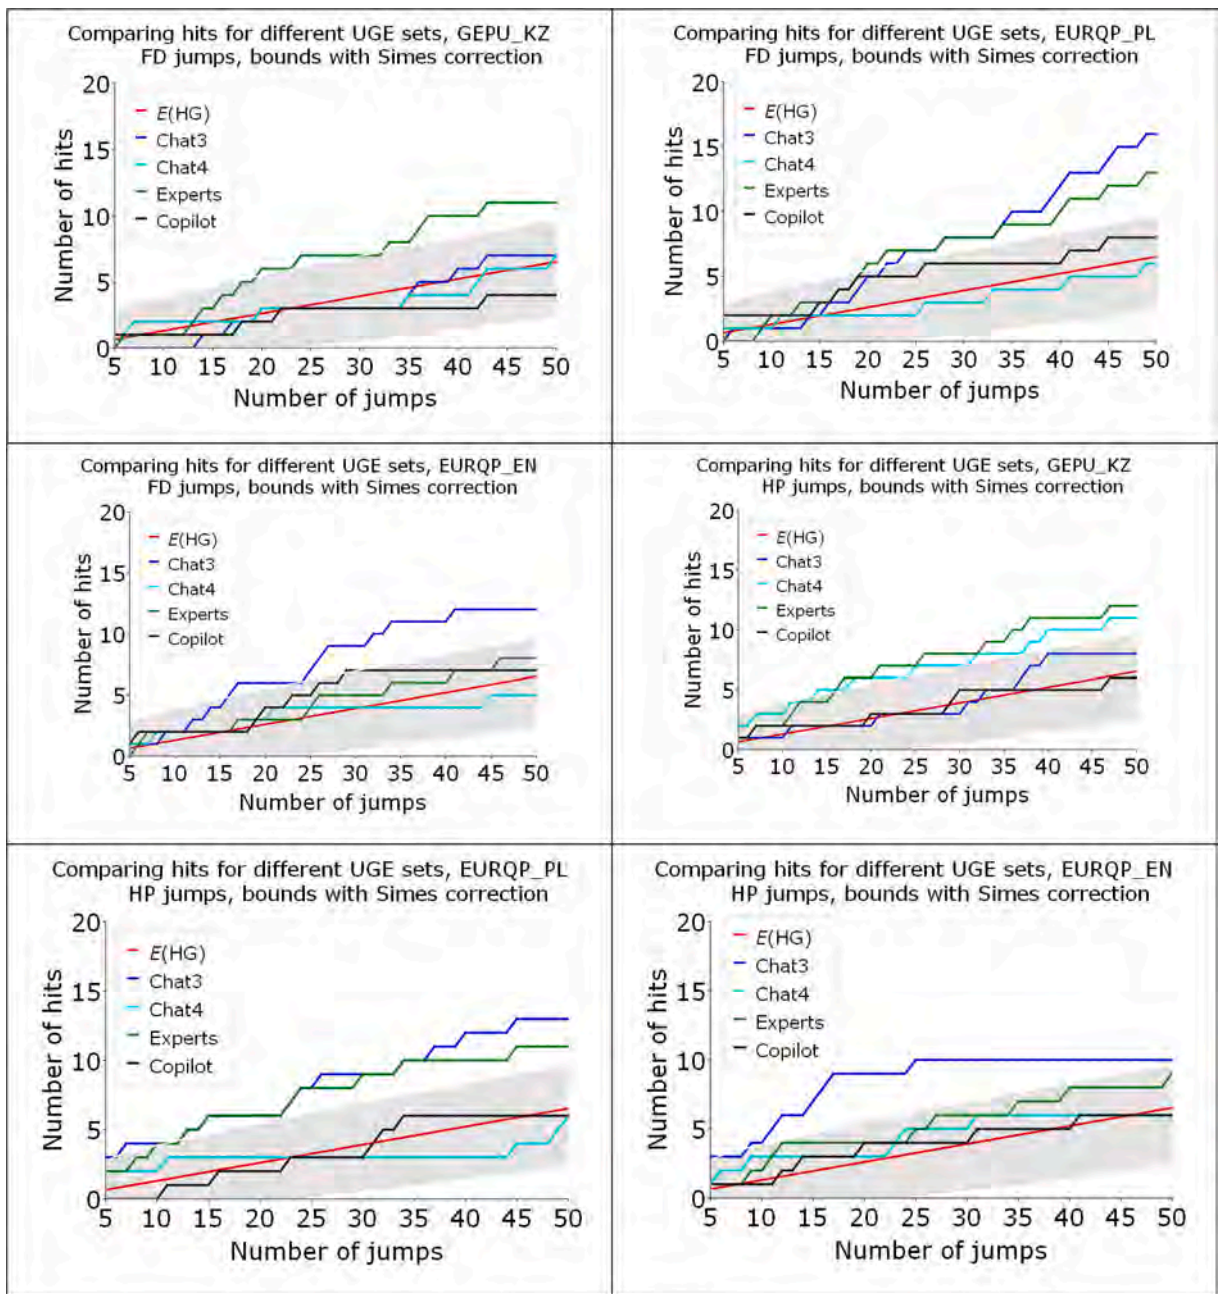 Comparing hits for different UGE sets, GEPU_KZ
FD jumps, bounds with Simes correction
20
15
10
5
0
Number of hits
E(HG)
Chat3
Chat4
Experts
Copilot
5 10 15 20 25 30 35 40 45 50
Number of jumps
Comparing hits for different UGE sets, EURQP_PL
FD jumps, bounds with Simes correction
20
15
10
5
0
Number of hits
E(HG)
Chat3
Chat4
Experts
Copilot
5 10 15 20 25 30 35 40 45 50
Number of jumps
Comparing hits for different UGE sets, EURQP_EN
FD jumps, bounds with Simes correction
20
15
10
5
0
Number of hits
E(HG)
Chat3
Chat4
Experts
Copilot
5 10 15 20 25 30 35 40 45 50
Number of jumps
Comparing hits for different UGE sets, GEPU_KZ
HP jumps, bounds with Simes correction
20
15
10
5
0
Number of hits
E(HG)
Chat3
Chat4
Experts
Copilot
5 10 15 20 25 30 35 40 45 50
Number of jumps
Comparing hits for different UGE sets, EURQP_PL
HP jumps, bounds with Simes correction
20
15
10
5
0
Number of hits
E(HG)
Chat3
Chat4
Experts
Copilot
5 10 15 20 25 30 35 40 45 50
Number of jumps
Comparing hits for different UGE sets, EURQP_EN
HP jumps, bounds with Simes correction
20
15
10
5
0
Number of hits
E(HG)
Chat3
Chat4
Experts
Copilot
5 10 15 20 25 30 35 40 45 50
Number of jumps